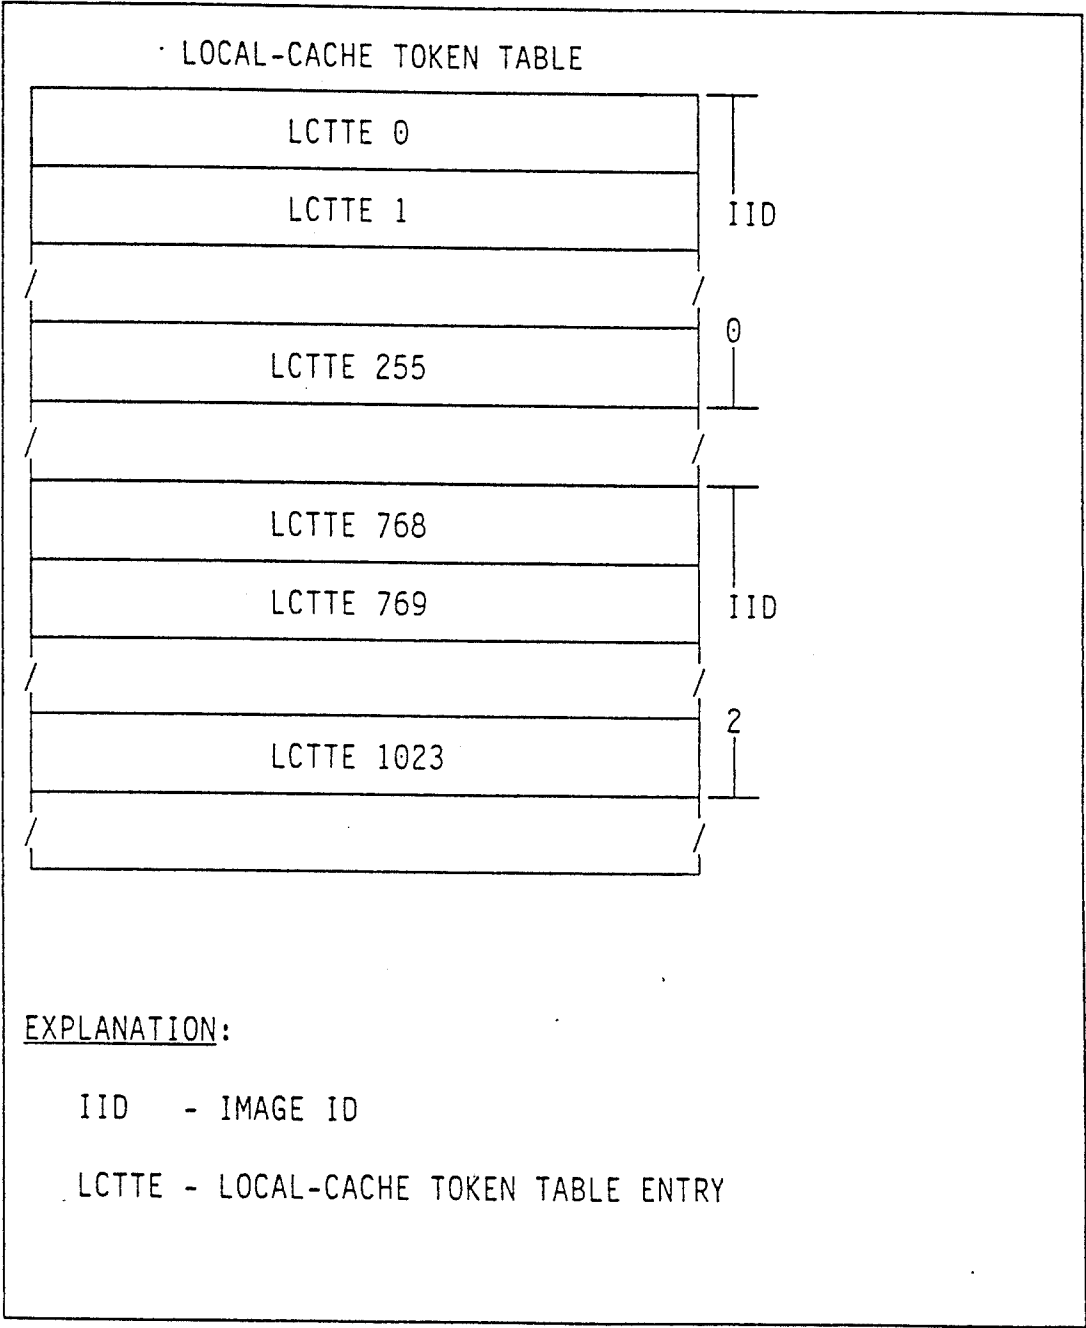 LOCAL-CACHE TOKEN TABLE
LCTTE 0
LCTTE 1
IID
0
LCTTE 255
LCTTE 768
LCTTE 769
IID
2
LCTTE 1023
EXPLANATION:
IID - IMAGE ID
LCTTE - LOCAL-CACHE TOKEN TABLE ENTRY